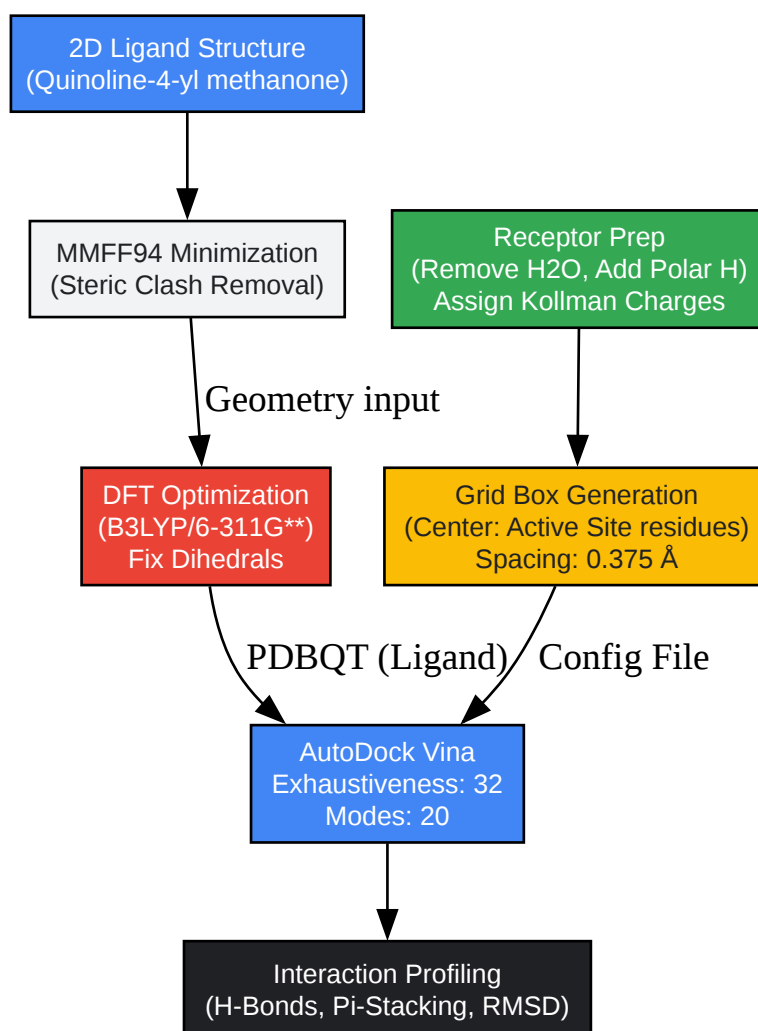 2D Ligand Structure
(Quinoline-4-yl methanone)
MMFF94 Minimization
(Steric Clash Removal)
Receptor Prep
(Remove H2O, Add Polar H)
Assign Kollman Charges
Geometry input
DFT Optimization
(B3LYP/6-311G**)
Fix Dihedrals
Grid Box Generation
(Center: Active Site residues)
Spacing: 0.375 Å
PDBQT (Ligand)
Config File
AutoDock Vina
Exhaustiveness: 32
Modes: 20
Interaction Profiling
(H-Bonds, Pi-Stacking, RMSD)